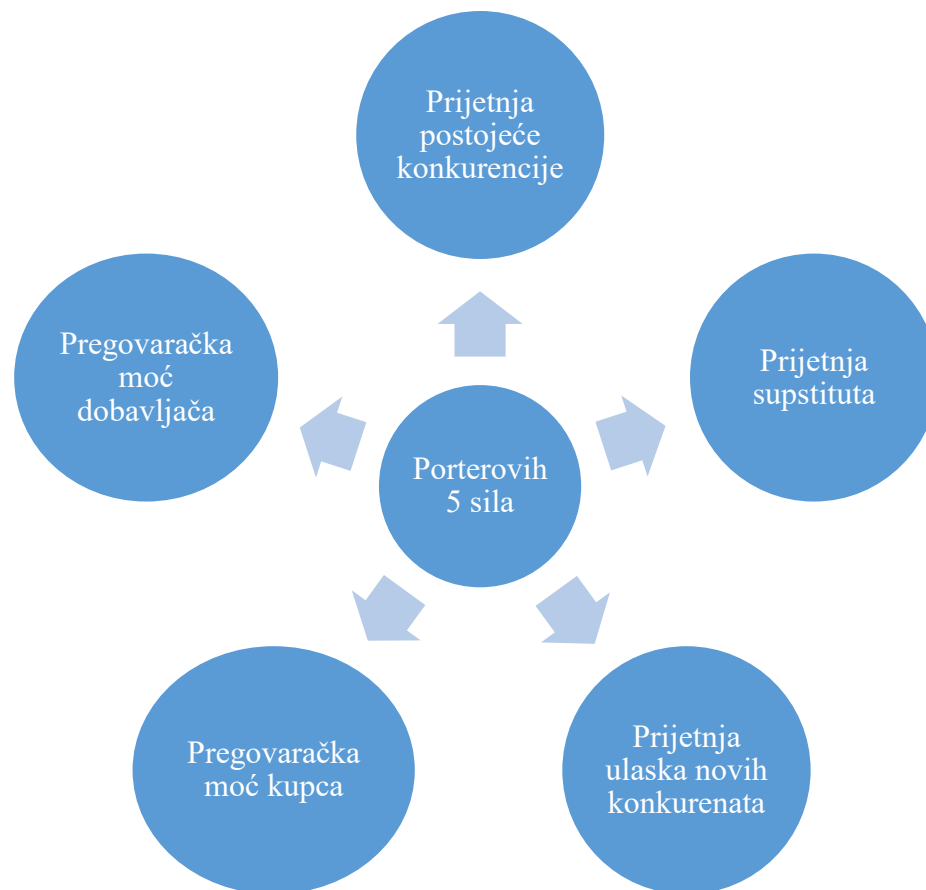 Prijetnja
postojeće
konkurencije
Pregovaračka
moć
dobavljača
Prijetnja
supstituta
Porterovih
5 sila
Pregovaračka
moć kupca
Prijetnja
ulaska novih
konkurenata